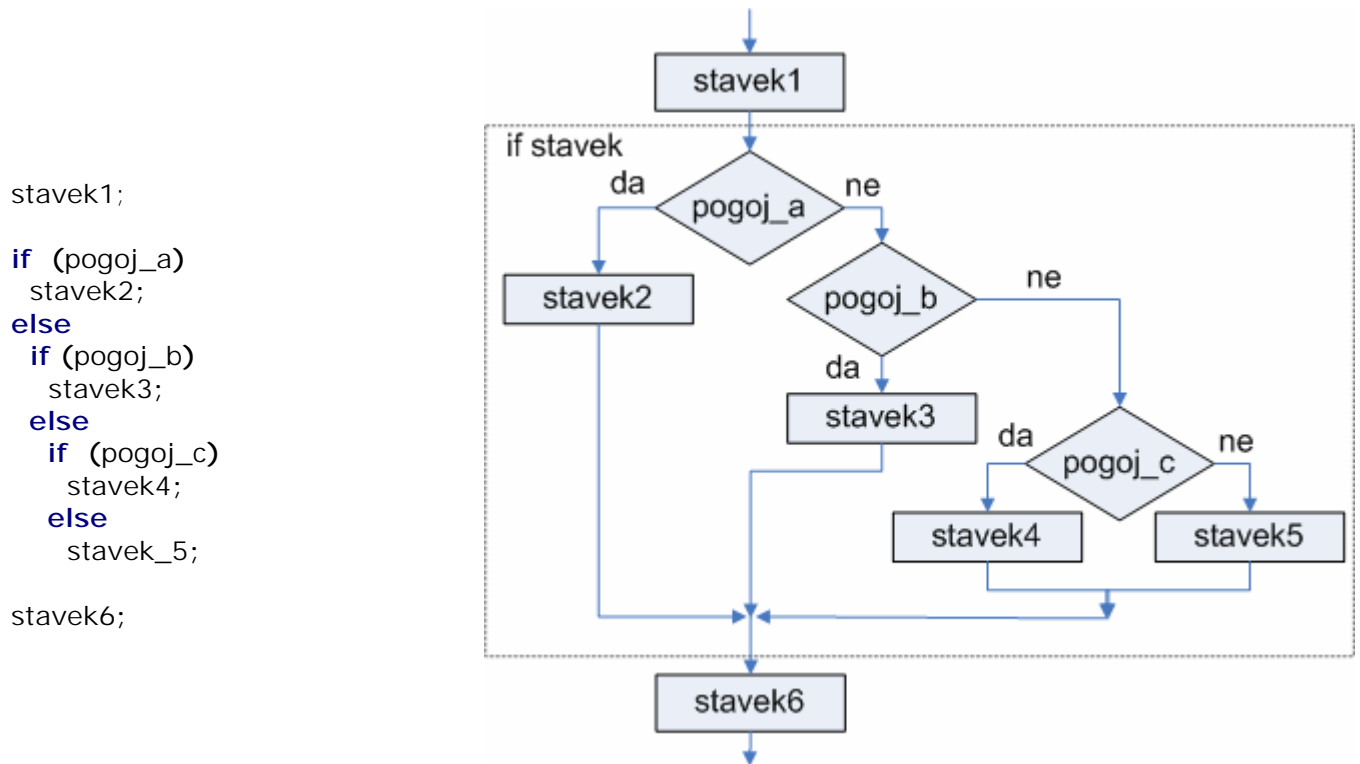 stavek1;
if (pogoj_a)
stavek2;
else
if (pogoj_b)
stavek3;
else
if (pogoj_c)
stavek4;
else
stavek_5;
stavek6;
stavek1
if stavek
da
ne
pogoj_a
stavek2
pogoj_b
ne
da
stavek3
da
ne
pogoj_c
stavek4
stavek5
stavek6